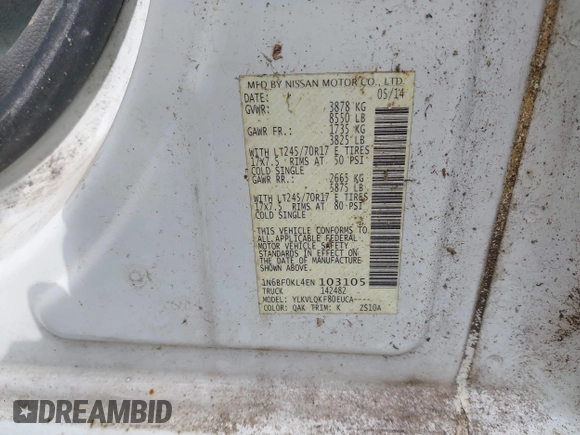 MFD BY NISSAN MOTOR CO., LTD.
DATE: 05/14
GVWR: 3878 KG
8550 LB
GAWR FR.: 1735 KG
3825 LB
WITH LT245/70R17 E TIRES
17X7.5 RIMS AT 50 PSI
COLD SINGLE
GAWR RR.: 2665 KG
5875 LB
WITH LT245/70R17 E TIRES
17X7.5 RIMS AT 80 PSI
COLD SINGLE
THIS VEHICLE CONFORMS TO
ALL APPLICABLE FEDERAL
MOTOR VEHICLE SAFETY
STANDARDS IN EFFECT ON
THE DATE OF MANUFACTURE
SHOWN ABOVE.
1N6BF0KL4EN 103105
TRUCK 142482
MODEL: YLKVLQKF80EUCA----
COLOR: QAK TRIM: K 2S10A
DREAMBID